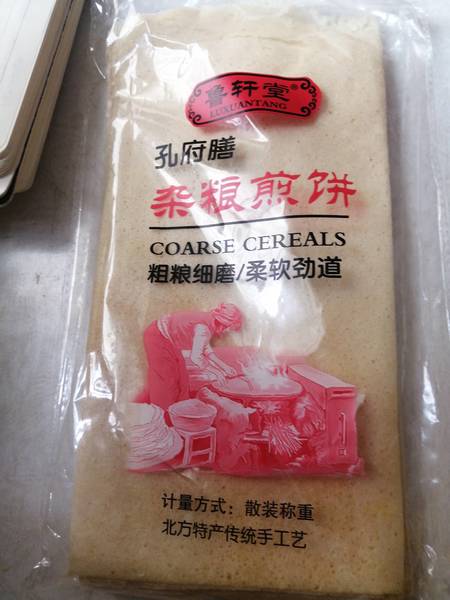 鲁轩堂®
LUXUANTANG
孔府膳
杂粮煎饼
COARSE CEREALS
粗粮细磨/柔软劲道
计量方式：散装称重
北方特产传统手工艺